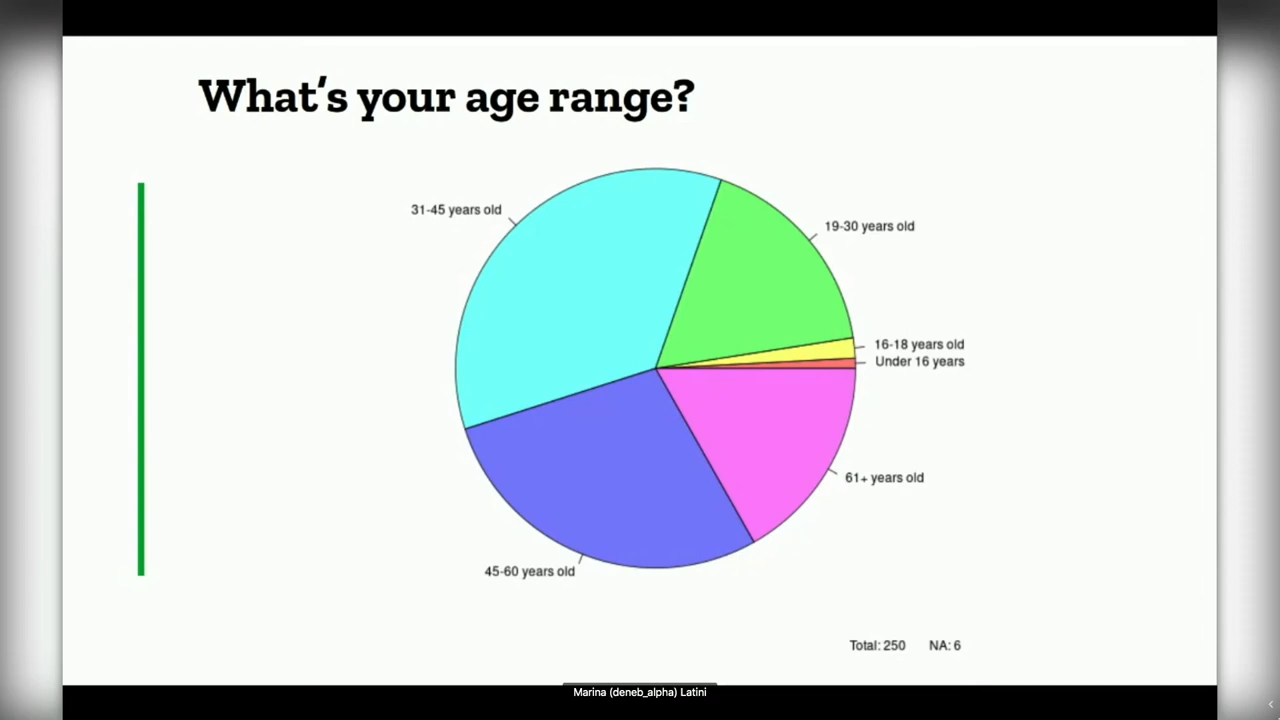 What's your age range?
31-45 years old
19-30 years old
16-18 years old
Under 16 years
61+ years old
45-60 years old
Total: 250 NA: 6
Marina (deneb_alpha) Latini